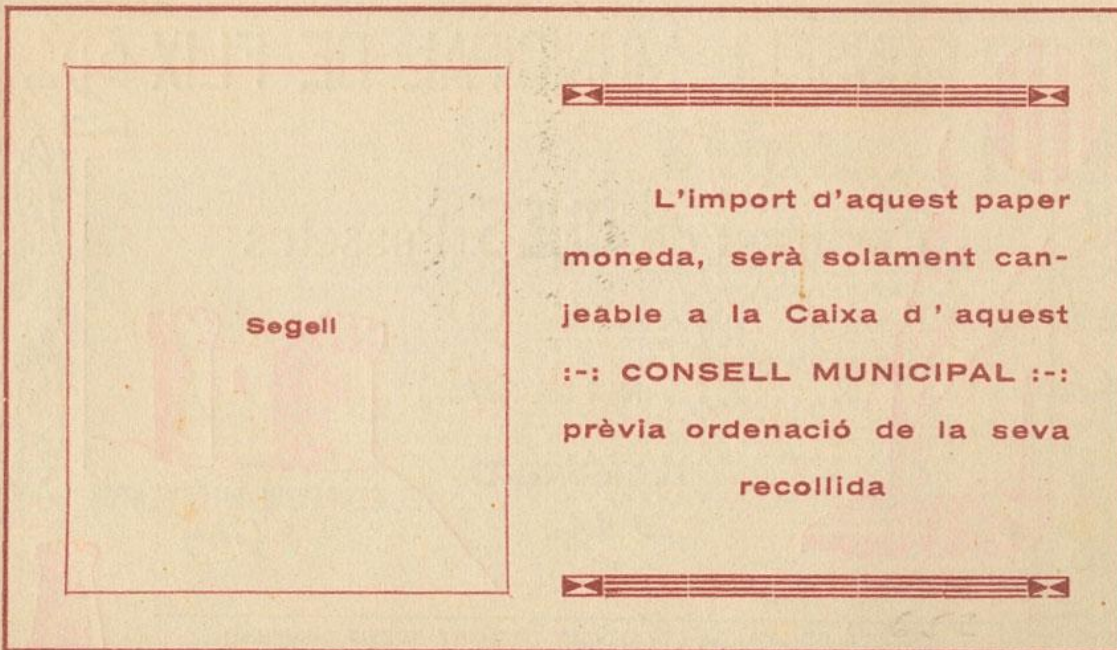 Segell
L'import d'aquest paper
moneda, serà solament can-
jeable a la Caixa d'aquest
:-: CONSELL MUNICIPAL :-:
prèvia ordenació de la seva
recollida